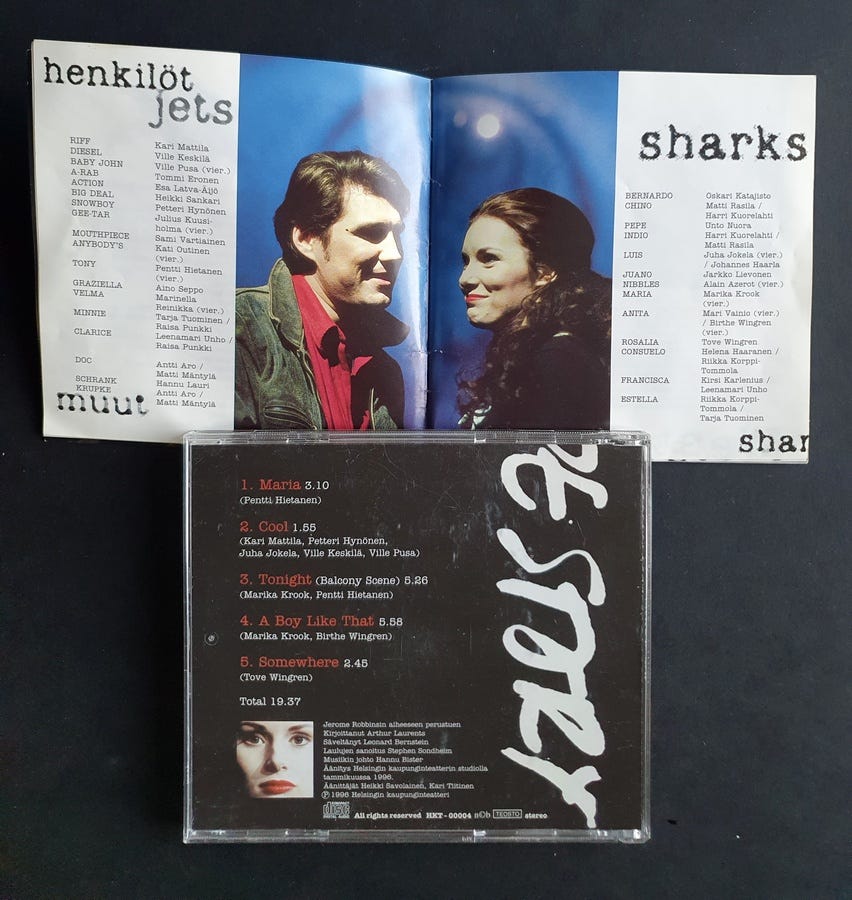 henkilöt
jets
RIFF Kari Mattila
DIESEL Ville Keskilä
BABY JOHN Ville Pusa (vier.)
A-RAB Tommi Eronen
ACTION Esa Latva-Äijö
BIG DEAL Heikki Sankari
SNOWBOY Petteri Hynönen
GEE-TAR Julius Kuusi-
holma (vier.)
MOUTHPIECE Sami Vartiainen
ANYBODY'S Kati Outinen
(vier.)
TONY Pentti Hietanen
(vier.)
GRAZIELLA Aino Seppo
VELMA Marinella
Reinikka (vier.)
MINNIE Tarja Tuominen /
Raisa Punkki
CLARICE Leenamari Unho /
Raisa Punkki
muut
DOC Antti Aro /
Matti Mäntylä
SCHRANK Hannu Lauri
KRUPKE Antti Aro /
Matti Mäntylä
sharks
BERNARDO Oskari Katajisto
CHINO Matti Rasila /
Harri Kuorelahti
PEPE Unto Nuora
INDIO Harri Kuorelahti /
Matti Rasila
LUIS Juha Jokela (vier.)
/ Johannes Haarla
JUANO Jarkko Lievonen
NIBBLES Alain Azerot (vier.)
MARIA Marika Krook
(vier.)
ANITA Mari Vainio (vier.)
/ Birthe Wingren
(vier.)
ROSALIA Tove Wingren
CONSUELO Helena Haaranen /
Riikka Korppi-
Tommola
FRANCISCA Kirsi Karlenius /
Leenamari Unho
ESTELLA Riikka Korppi-
Tommola /
Tarja Tuominen
shar
1. Maria 3.10
(Pentti Hietanen)
2. Cool 1.55
(Kari Mattila, Petteri Hynönen,
Juha Jokela, Ville Keskilä, Ville Pusa)
3. Tonight (Balcony Scene) 5.26
(Marika Krook, Pentti Hietanen)
4. A Boy Like That 5.58
(Marika Krook, Birthe Wingren)
5. Somewhere 2.45
(Tove Wingren)
Total 19.37
Jerome Robbinsin aiheeseen perustuen
Kirjoittanut Arthur Laurents
Säveltänyt Leonard Bernstein
Laulujen sanoitus Stephen Sondheim
Musiikin johto Hannu Bister
Äänitys Helsingin kaupunginteatterin studiolla
tammikuussa 1996.
Äänittäjät Heikki Savolainen, Kari Tiitinen
℗ 1996 Helsingin kaupunginteatteri
COMPACT disc DIGITAL AUDIO
All rights reserved HKT-00004 n©b TEOSTO stereo